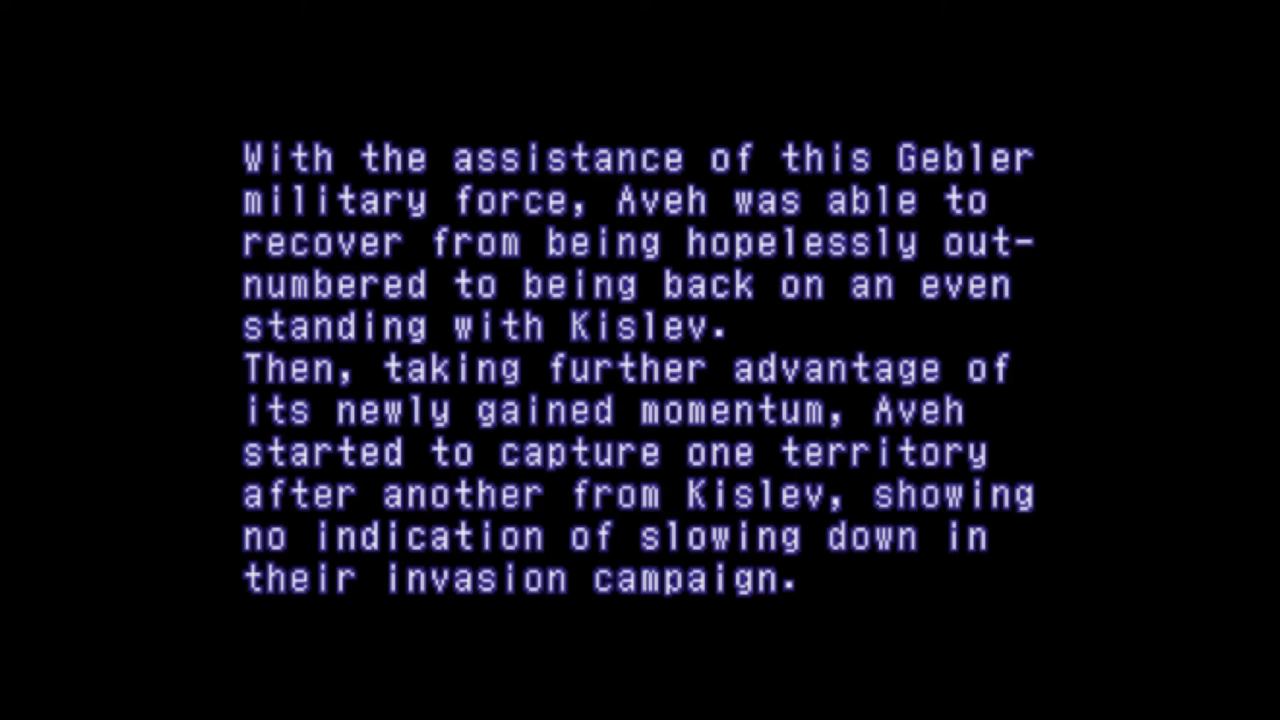 With the assistance of this Gebler
military force, Aveh was able to
recover from being hopelessly out-
numbered to being back on an even
standing with Kislev.
Then, taking further advantage of
its newly gained momentum, Aveh
started to capture one territory
after another from Kislev, showing
no indication of slowing down in
their invasion campaign.